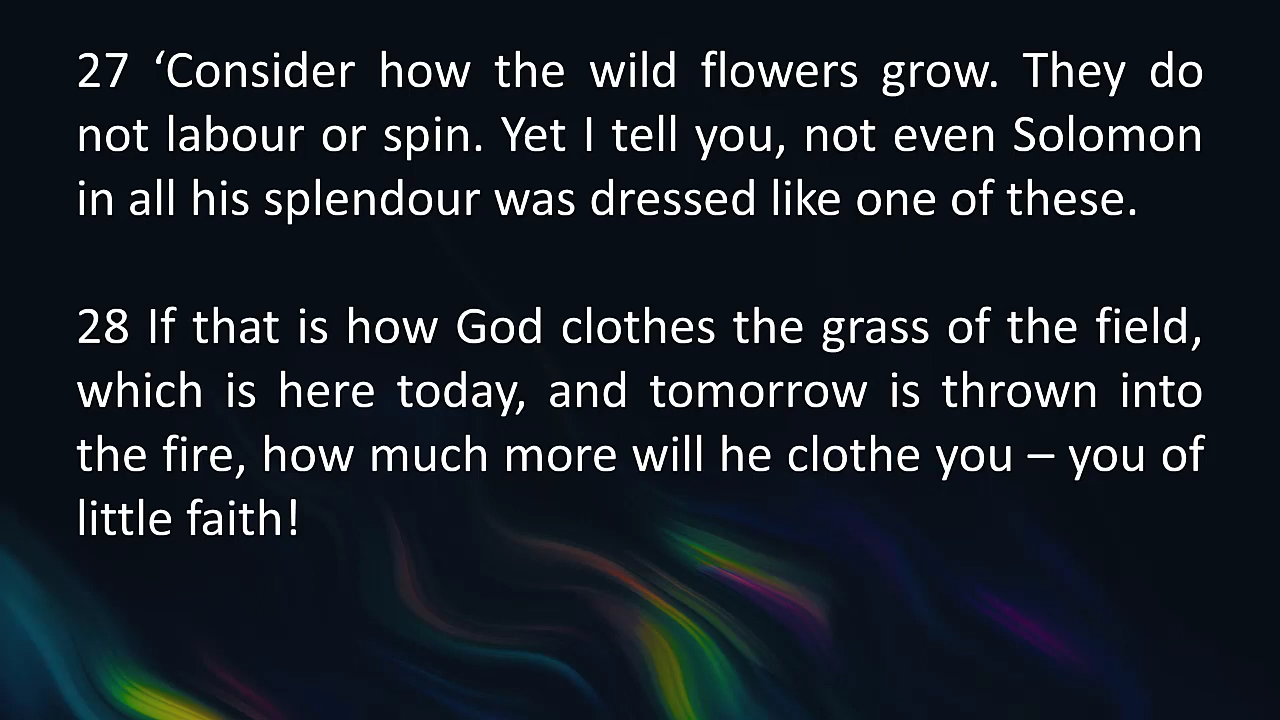 27 ‘Consider how the wild flowers grow. They do
not labour or spin. Yet I tell you, not even Solomon
in all his splendour was dressed like one of these.
28 If that is how God clothes the grass of the field,
which is here today, and tomorrow is thrown into
the fire, how much more will he clothe you – you of
little faith!